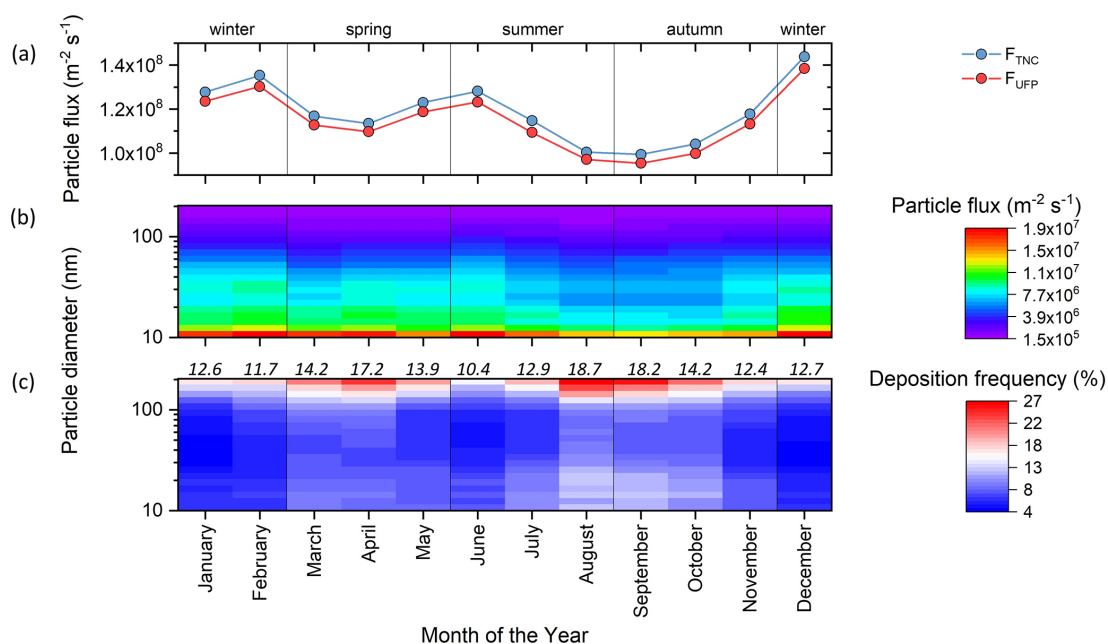 winter spring summer autumn winter
(a)
Particle flux (m⁻² s⁻¹)
1.4x10⁸
1.2x10⁸
1.0x10⁸
F_TNC
F_UFP
(b)
Particle diameter (nm)
100
10
Particle flux (m⁻² s⁻¹)
1.9x10⁷
1.5x10⁷
1.1x10⁷
7.7x10⁶
3.9x10⁶
1.5x10⁵
12.6 11.7 14.2 17.2 13.9 10.4 12.9 18.7 18.2 14.2 12.4 12.7
(c)
100
10
Deposition frequency (%)
27
22
18
13
8
4
January February March April May June July August September October November December
Month of the Year